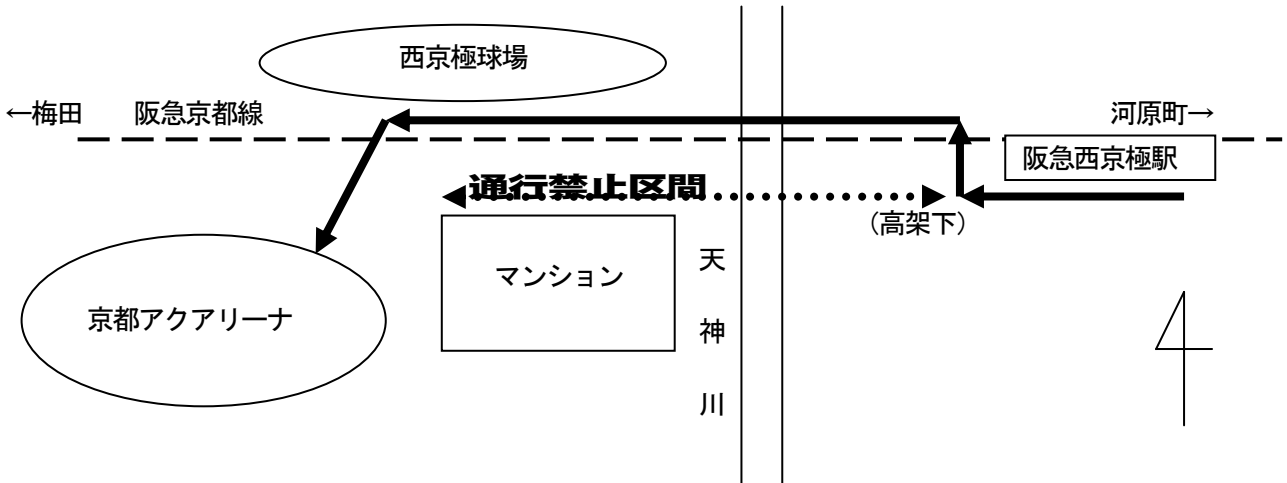 西京極球場
←梅田
阪急京都線
河原町→
阪急西京極駅
通行禁止区間
(高架下)
マンション
天神川
京都アクアリーナ